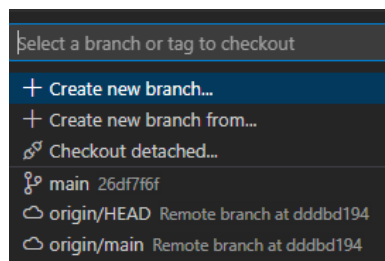 Select a branch or tag to checkout
Create new branch...
Create new branch from...
Checkout detached...
main 26df7f6f
origin/HEAD Remote branch at dddbd194
origin/main Remote branch at dddbd194